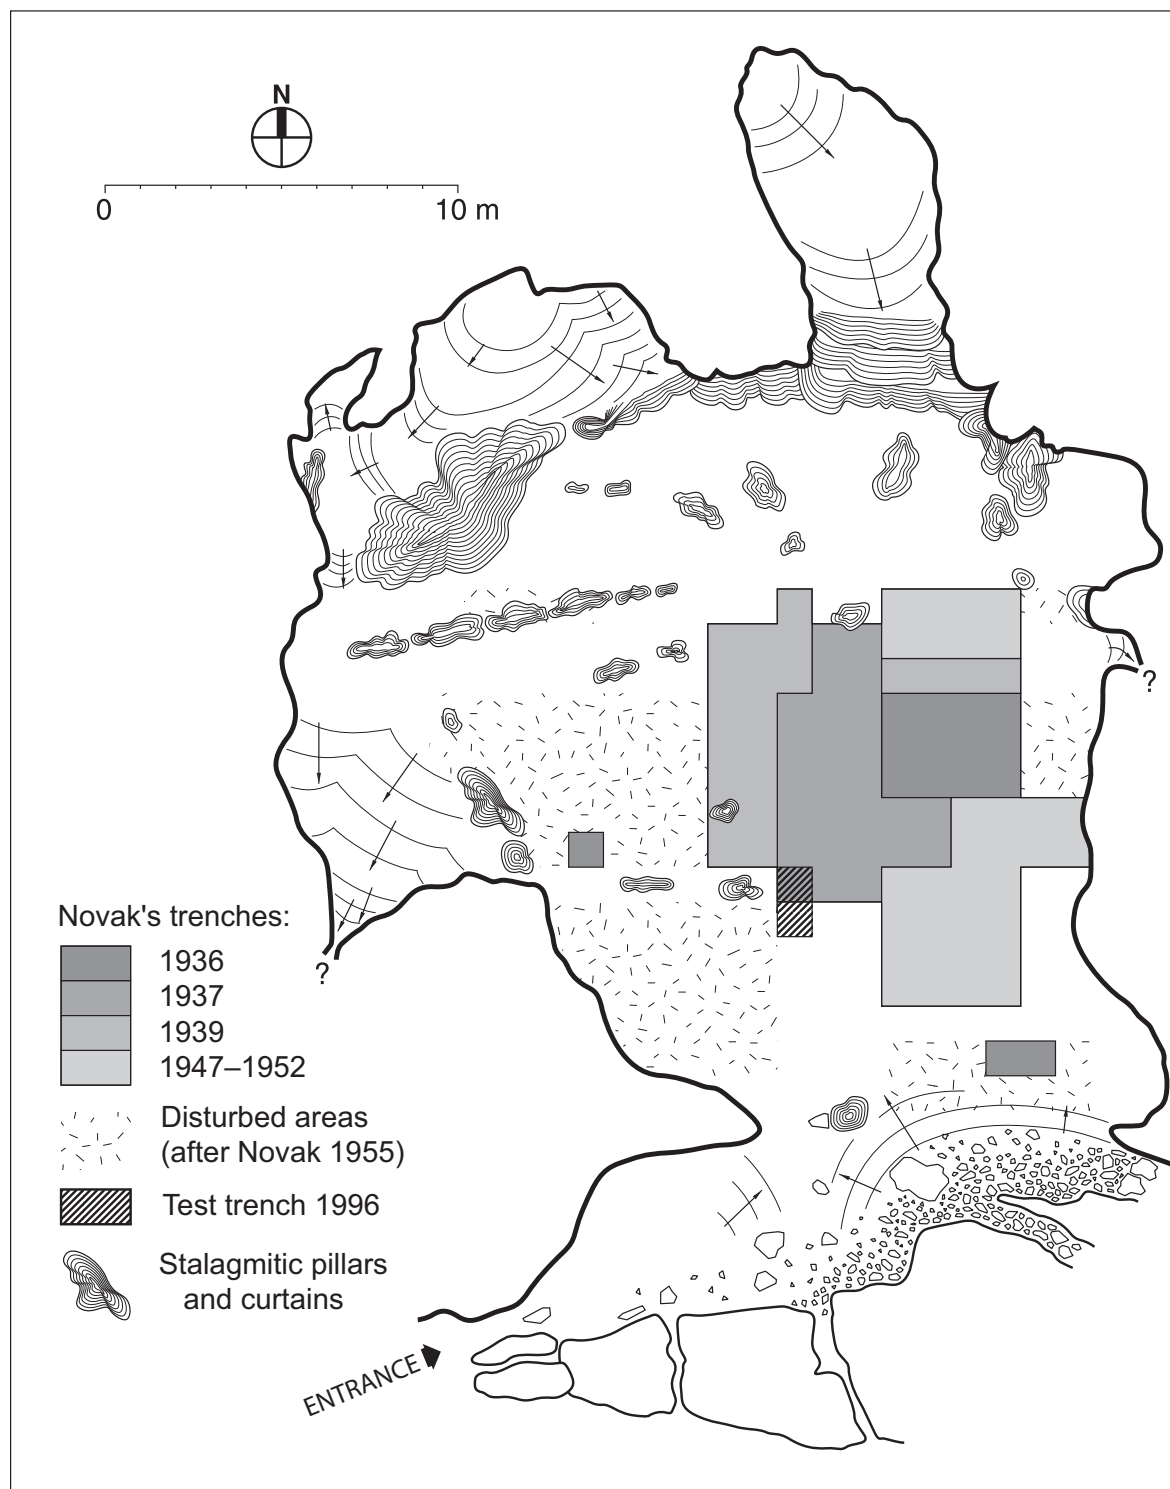 N
0 10 m
?
Novak's trenches:
1936
?
1937
1939
1947–1952
Disturbed areas
(after Novak 1955)
Test trench 1996
Stalagmitic pillars
and curtains
ENTRANCE